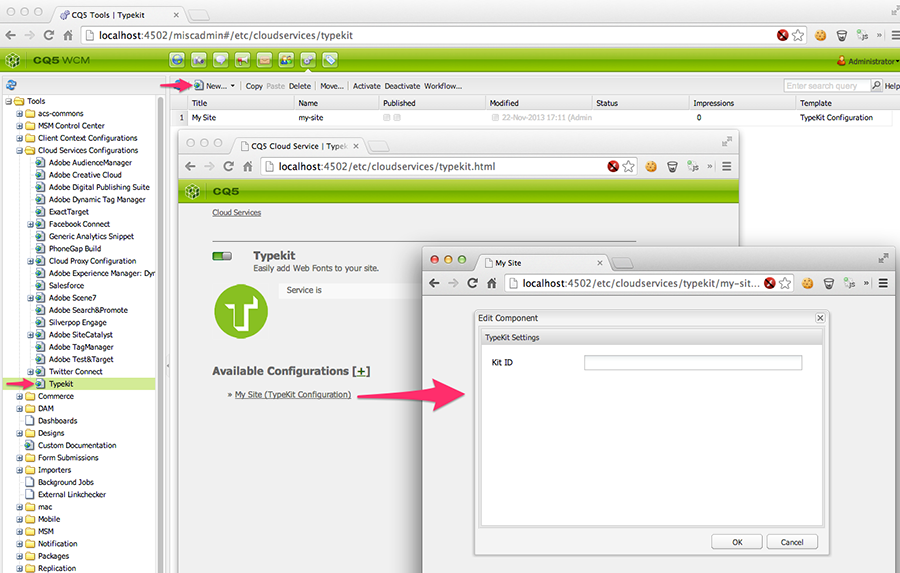 CQ5 Tools | Typekit
localhost:4502/miscadmin#/etc/cloudservices/typekit
CQ5 WCM
Administrator
New... Copy Paste Delete Move... Activate Deactivate Workflow... Enter search query Help
Title Name Published Modified Status Impressions Template
1 My Site my-site 22-Nov-2013 17:11 (Admin 0 TypeKit Configuration
Tools
acs-commons
MSM Control Center
Client Context Configurations
Cloud Services Configurations
Adobe AudienceManager
Adobe Creative Cloud
Adobe Digital Publishing Suite
Adobe Dynamic Tag Manager
ExactTarget
Facebook Connect
Generic Analytics Snippet
PhoneGap Build
Cloud Proxy Configuration
Adobe Experience Manager: Dyr
Salesforce
Adobe Scene7
Adobe Search&Promote
Silverpop Engage
Adobe SiteCatalyst
Adobe TagManager
Adobe Test&Target
Twitter Connect
Typekit
Commerce
DAM
Dashboards
Designs
Custom Documentation
Form Submissions
Importers
Background Jobs
External Linkchecker
mac
Mobile
MSM
Notification
Packages
Replication
CQ5 Cloud Service | Typek
localhost:4502/etc/cloudservices/typekit.html
CQ5
Cloud Services
Typekit
Easily add Web Fonts to your site.
Service is
Available Configurations [+]
» My Site (TypeKit Configuration)
My Site
localhost:4502/etc/cloudservices/typekit/my-sit...
Edit Component
TypeKit Settings
Kit ID
OK Cancel